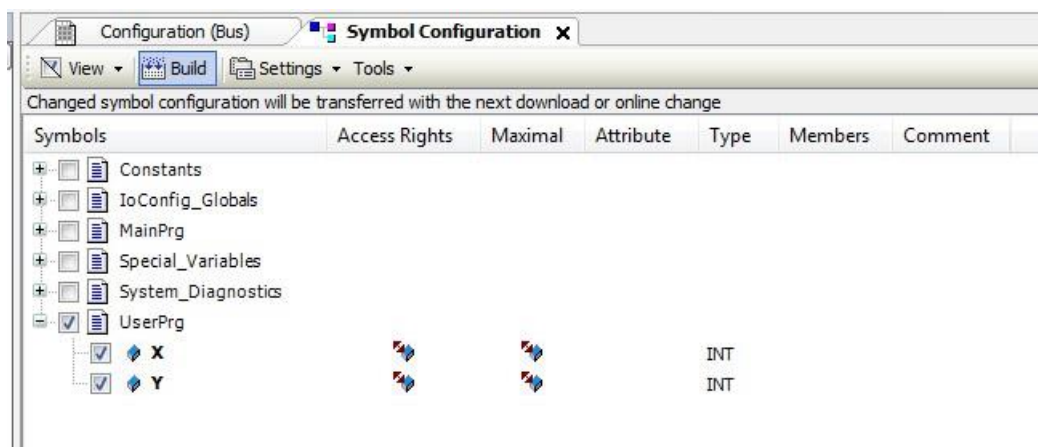 Configuration (Bus) Symbol Configuration x
View Build Settings Tools
Changed symbol configuration will be transferred with the next download or online change
Symbols Access Rights Maximal Attribute Type Members Comment
Constants
IoConfig_Globals
MainPrg
Special_Variables
System_Diagnostics
UserPrg
X INT
Y INT